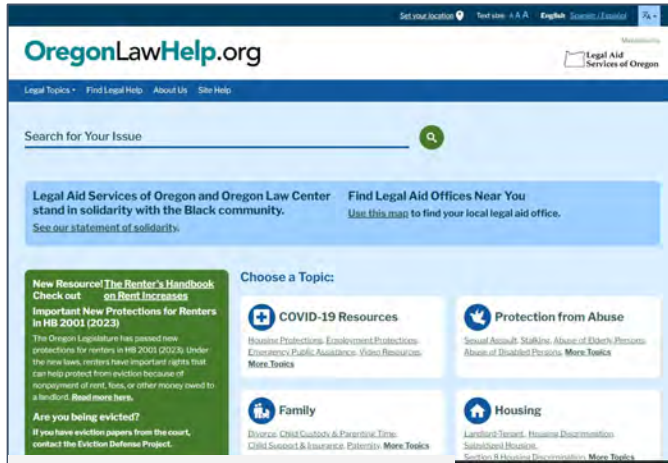 Set your location Text size: A A A English Spanish / Español
OregonLawHelp.org
Maintained by
Legal Aid
Services of Oregon
Legal Topics Find Legal Help About Us Site Help
Search for Your Issue
Legal Aid Services of Oregon and Oregon Law Center
stand in solidarity with the Black community.
See our statement of solidarity.
Find Legal Aid Offices Near You
Use this map to find your local legal aid office.
New Resource! The Renter's Handbook
Check out on Rent Increases
Important New Protections for Renters
in HB 2001 (2023)
The Oregon Legislature has passed new
protections for renters in HB 2001 (2023). Under
the new laws, renters have important rights that
can help protect from eviction because of
nonpayment of rent, fees, or other money owed to
a landlord. Read more here.
Are you being evicted?
If you have eviction papers from the court,
contact the Eviction Defense Project.
Choose a Topic:
COVID-19 Resources
Housing Protections, Employment Protections,
Emergency Public Assistance, Video Resources,
More Topics
Protection from Abuse
Sexual Assault, Stalking, Abuse of Elderly Persons,
Abuse of Disabled Persons, More Topics
Family
Divorce, Child Custody & Parenting Time,
Child Support & Insurance, Paternity, More Topics
Housing
Landlord-Tenant, Housing Discrimination,
Subsidized Housing,
Section 8 Housing Discrimination, More Topics